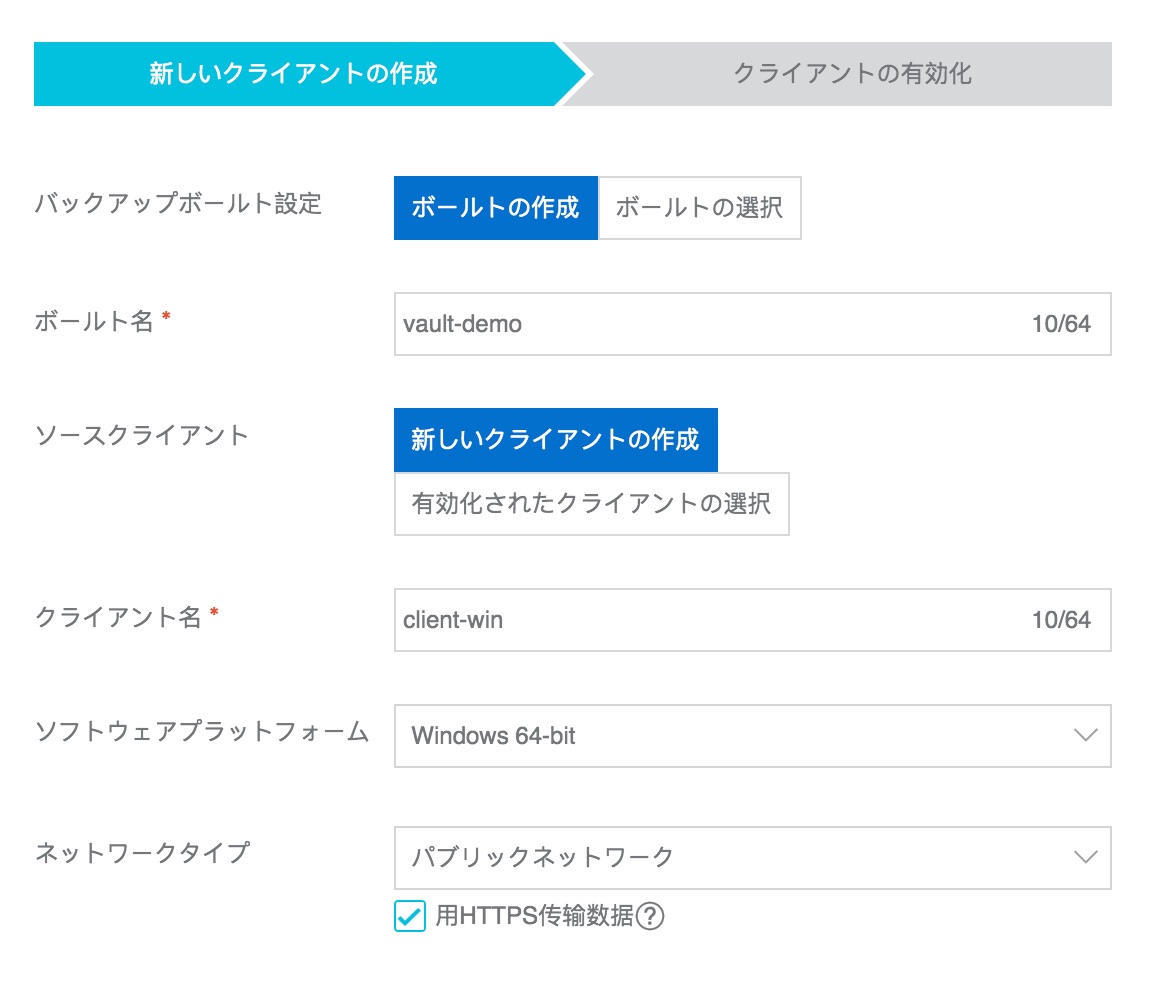 新しいクライアントの作成
クライアントの有効化
バックアップボールト設定
ボールトの作成
ボールトの選択
ボールト名 *
vault-demo
10/64
ソースクライアント
新しいクライアントの作成
有効化されたクライアントの選択
クライアント名 *
client-win
10/64
ソフトウェアプラットフォーム
Windows 64-bit
ネットワークタイプ
パブリックネットワーク
用HTTPS传输数据?